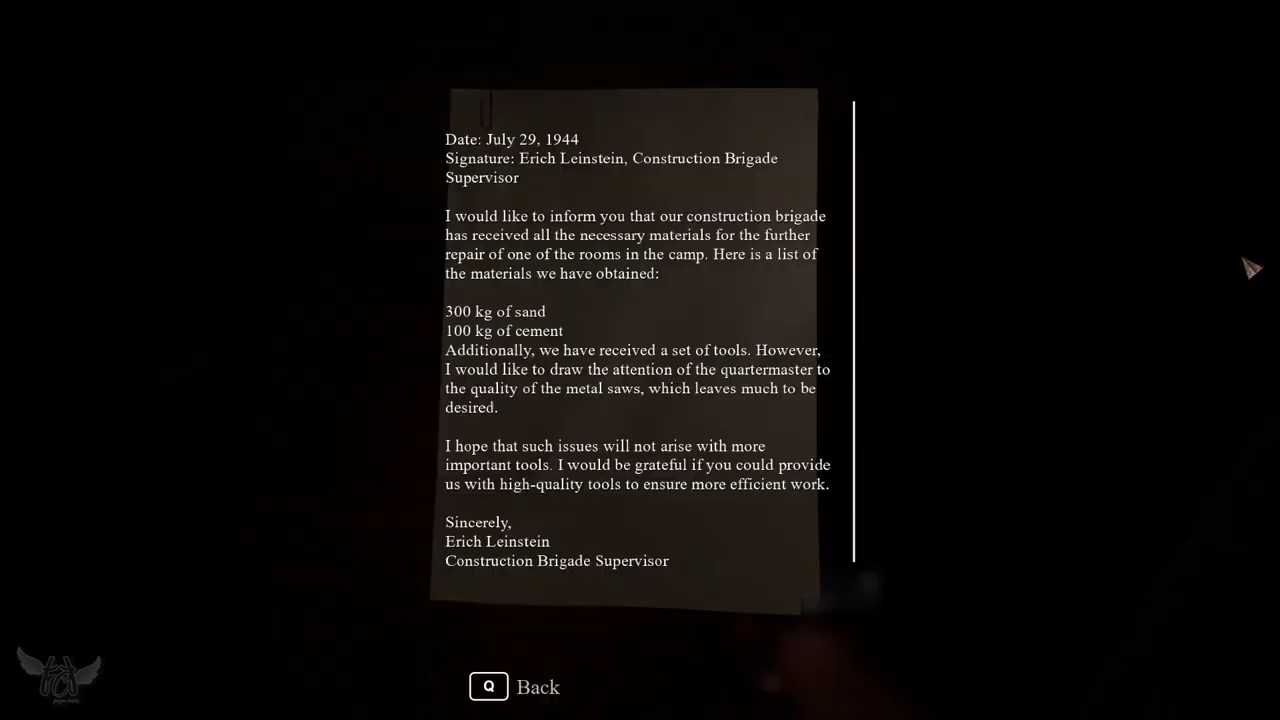 Date: July 29, 1944
Signature: Erich Leinstein, Construction Brigade
Supervisor
I would like to inform you that our construction brigade
has received all the necessary materials for the further
repair of one of the rooms in the camp. Here is a list of
the materials we have obtained:
300 kg of sand
100 kg of cement
Additionally, we have received a set of tools. However,
I would like to draw the attention of the quartermaster to
the quality of the metal saws, which leaves much to be
desired.
I hope that such issues will not arise with more
important tools. I would be grateful if you could provide
us with high-quality tools to ensure more efficient work.
Sincerely,
Erich Leinstein
Construction Brigade Supervisor
Q Back